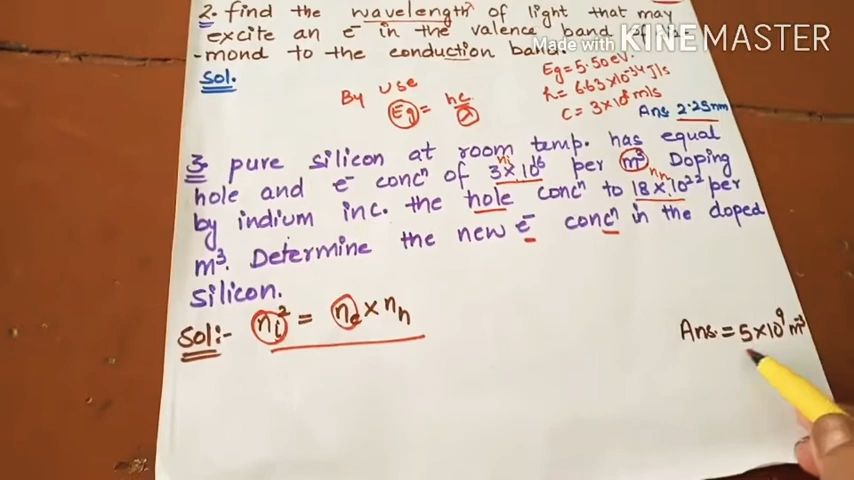 2. find the wavelength of light that may
excite an e⁻ in the valence band of
-mond to the conduction band
Made with KINEMASTER
Sol. By use Eg = hc/λ
Eg = 5.50 eV.
h = 6.63×10⁻³⁴ J/s
c = 3×10⁸ m/s
Ans 2.25nm
3. pure silicon at room temp. has equal
hole and e⁻ concⁿ of 3×10¹⁶ per m³ Doping
ni
by indium inc. the hole concⁿ to 18×10²² per
nh
m³. Determine the new e⁻ concⁿ in the doped
silicon.
Sol:- ni² = ne × nh
Ans = 5×10⁹ m⁻³